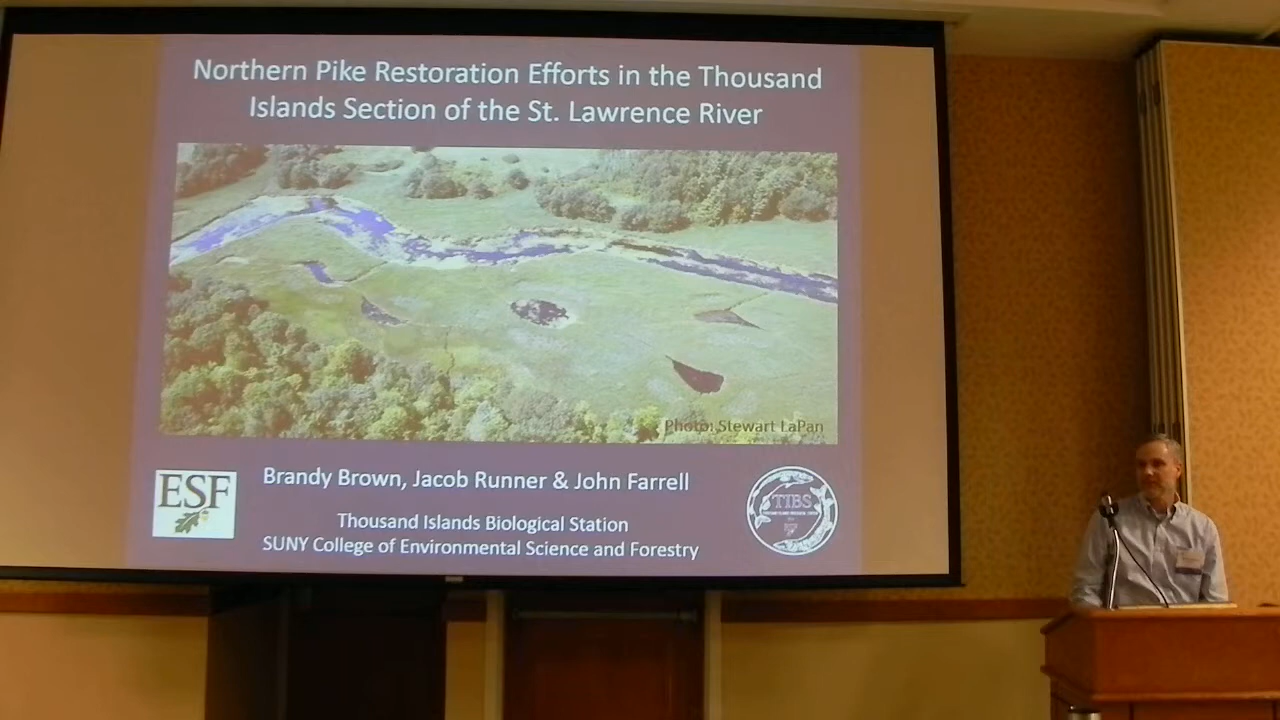 Northern Pike Restoration Efforts in the Thousand
Islands Section of the St. Lawrence River
Photo: Stewart LaPan
ESF
Brandy Brown, Jacob Runner & John Farrell
TIBS
Thousand Islands Biological Station
SUNY College of Environmental Science and Forestry